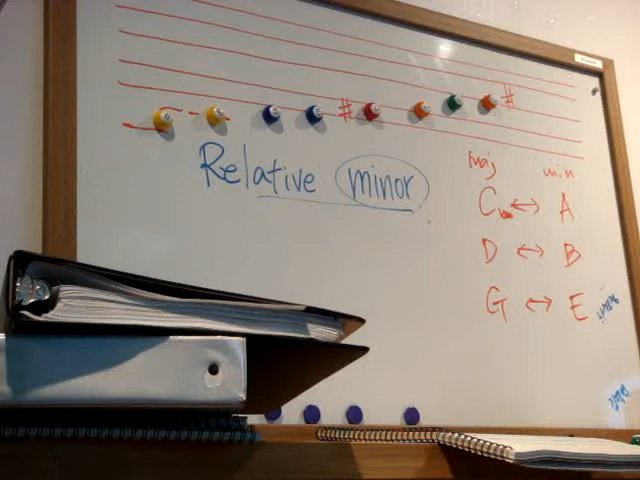 # #
Relative minor
Maj min
C ↔ A
D ↔ B
G ↔ E